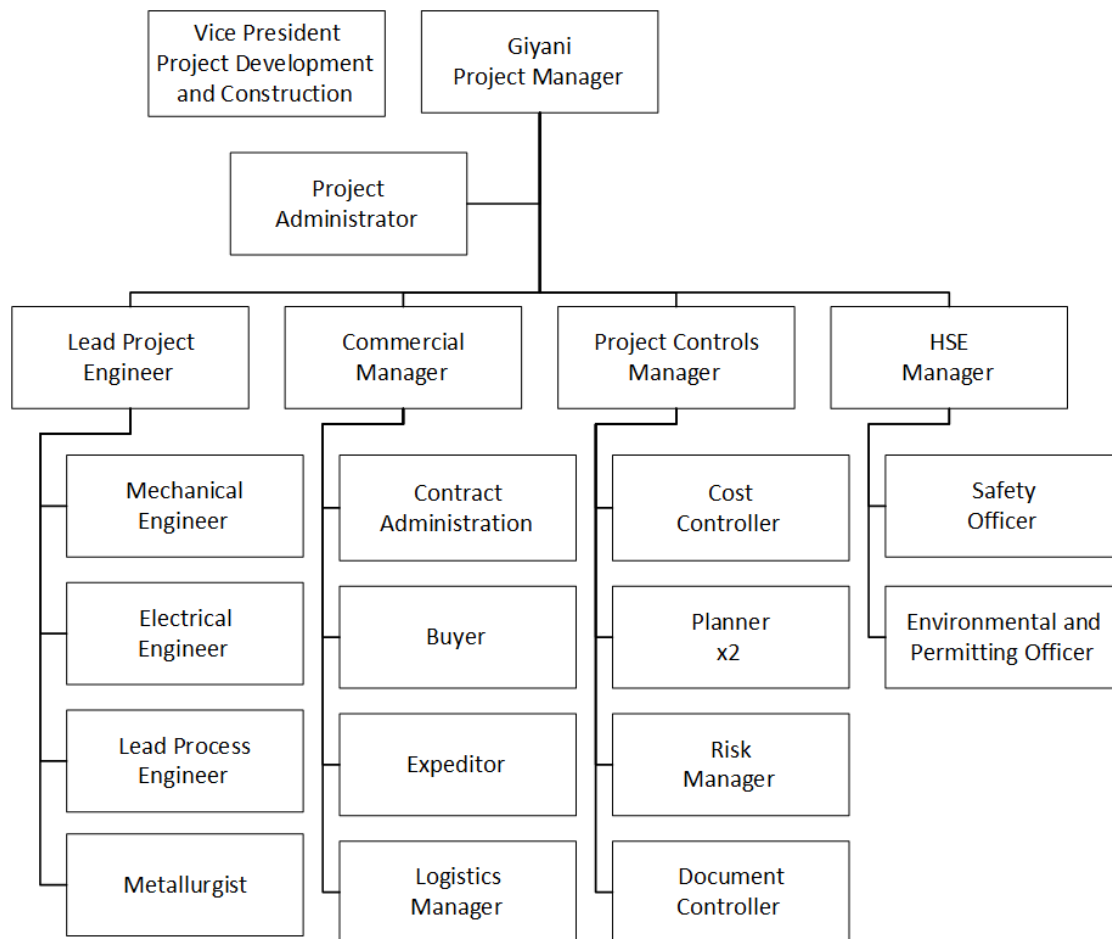 Vice President
Project Development
and Construction
Giyani
Project Manager
Project
Administrator
Lead Project
Engineer
Commercial
Manager
Project Controls
Manager
HSE
Manager
Mechanical
Engineer
Contract
Administration
Cost
Controller
Safety
Officer
Electrical
Engineer
Buyer
Planner
x2
Environmental and
Permitting Officer
Lead Process
Engineer
Expeditor
Risk
Manager
Metallurgist
Logistics
Manager
Document
Controller